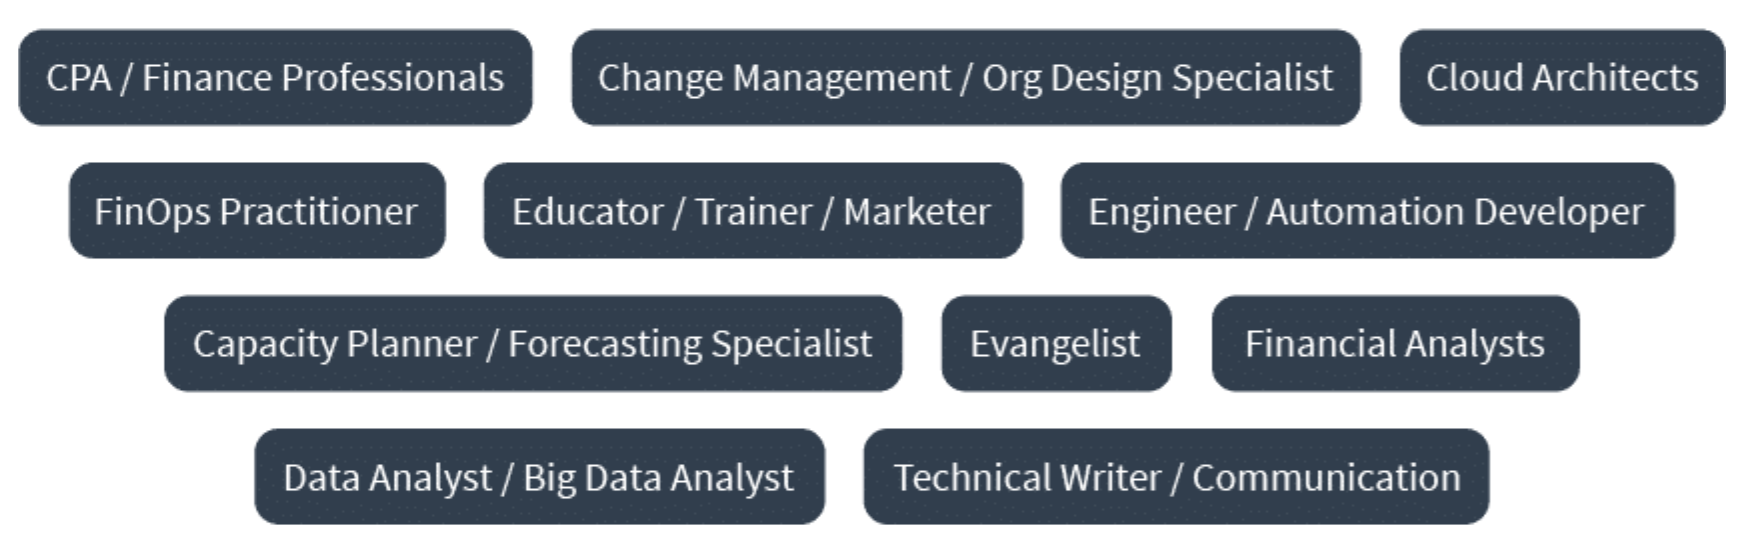 CPA / Finance Professionals
Change Management / Org Design Specialist
Cloud Architects
FinOps Practitioner
Educator / Trainer / Marketer
Engineer / Automation Developer
Capacity Planner / Forecasting Specialist
Evangelist
Financial Analysts
Data Analyst / Big Data Analyst
Technical Writer / Communication